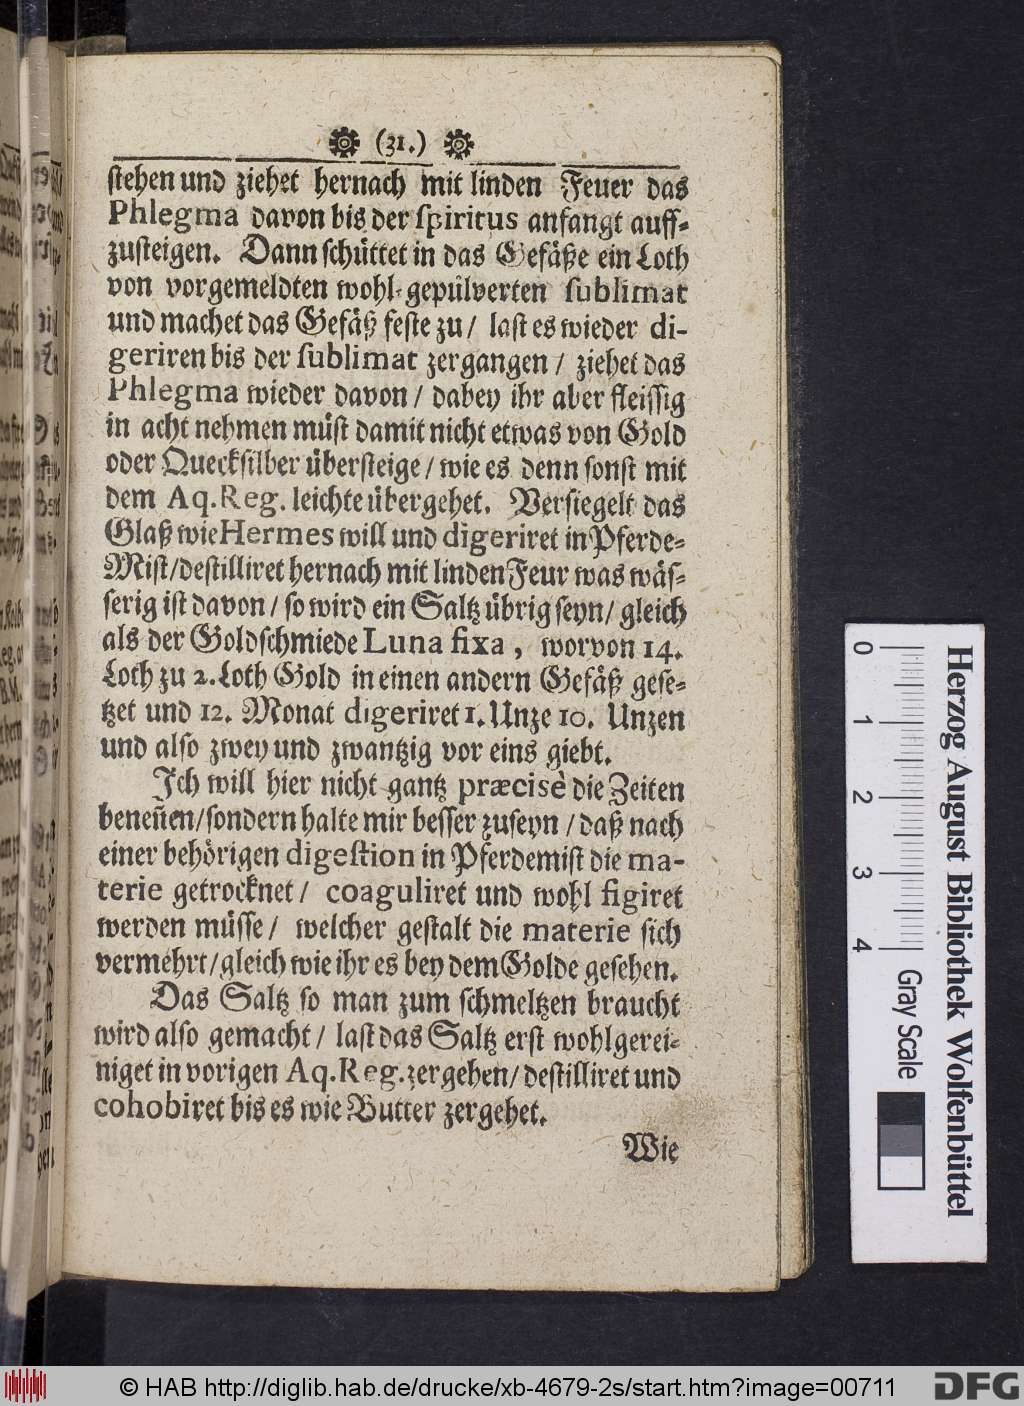 (31.)
stehen und ziehet hernach mit linden Feuer das
Phlegma davon bis der spiritus anfangt auff-
zusteigen. Dann schüttet in das Gefäße ein Loth
von vorgemeldten wohl-gepülverten sublimat
und machet das Gefäß feste zu / last es wieder di-
geriren bis der sublimat zergangen / ziehet das
Phlegma wieder davon / dabey ihr aber fleissig
in acht nehmen müst damit nicht etwas von Gold
oder Quecksilber übersteige / wie es denn sonst mit
dem Aq. Reg. leichte übergehet. Versiegelt das
Glaß wie Hermes will und digeriret in Pferde-
Mist / destilliret hernach mit linden Feur was wäs-
serig ist davon / so wird ein Saltz übrig seyn / gleich
als der Goldschmiede Luna fixa, worvon 14.
Loth zu 2. Loth Gold in einen andern Gefäß gese-
tzet und 12. Monat digeriret 1. Unze 10. Unzen
und also zwey und zwantzig vor eins giebt.
Ich will hier nicht gantz præcisè die Zeiten
beneñen / sondern halte mir besser zuseyn / daß nach
einer behörigen digestion in Pferdemist die ma-
terie getrocknet / coaguliret und wohl figiret
werden müsse / welcher gestalt die materie sich
vermehrt / gleich wie ihr es bey dem Golde gesehen.
Das Saltz so man zum schmeltzen braucht
wird also gemacht / last das Saltz erst wohl gerei-
niget in vorigen Aq. Reg. zergehen / destilliret und
cohobiret bis es wie Butter zergehet.
Wie
0 1 2 3 4
Gray Scale
Herzog August Bibliothek Wolfenbüttel
© HAB http://diglib.hab.de/drucke/xb-4679-2s/start.htm?image=00711
DFG